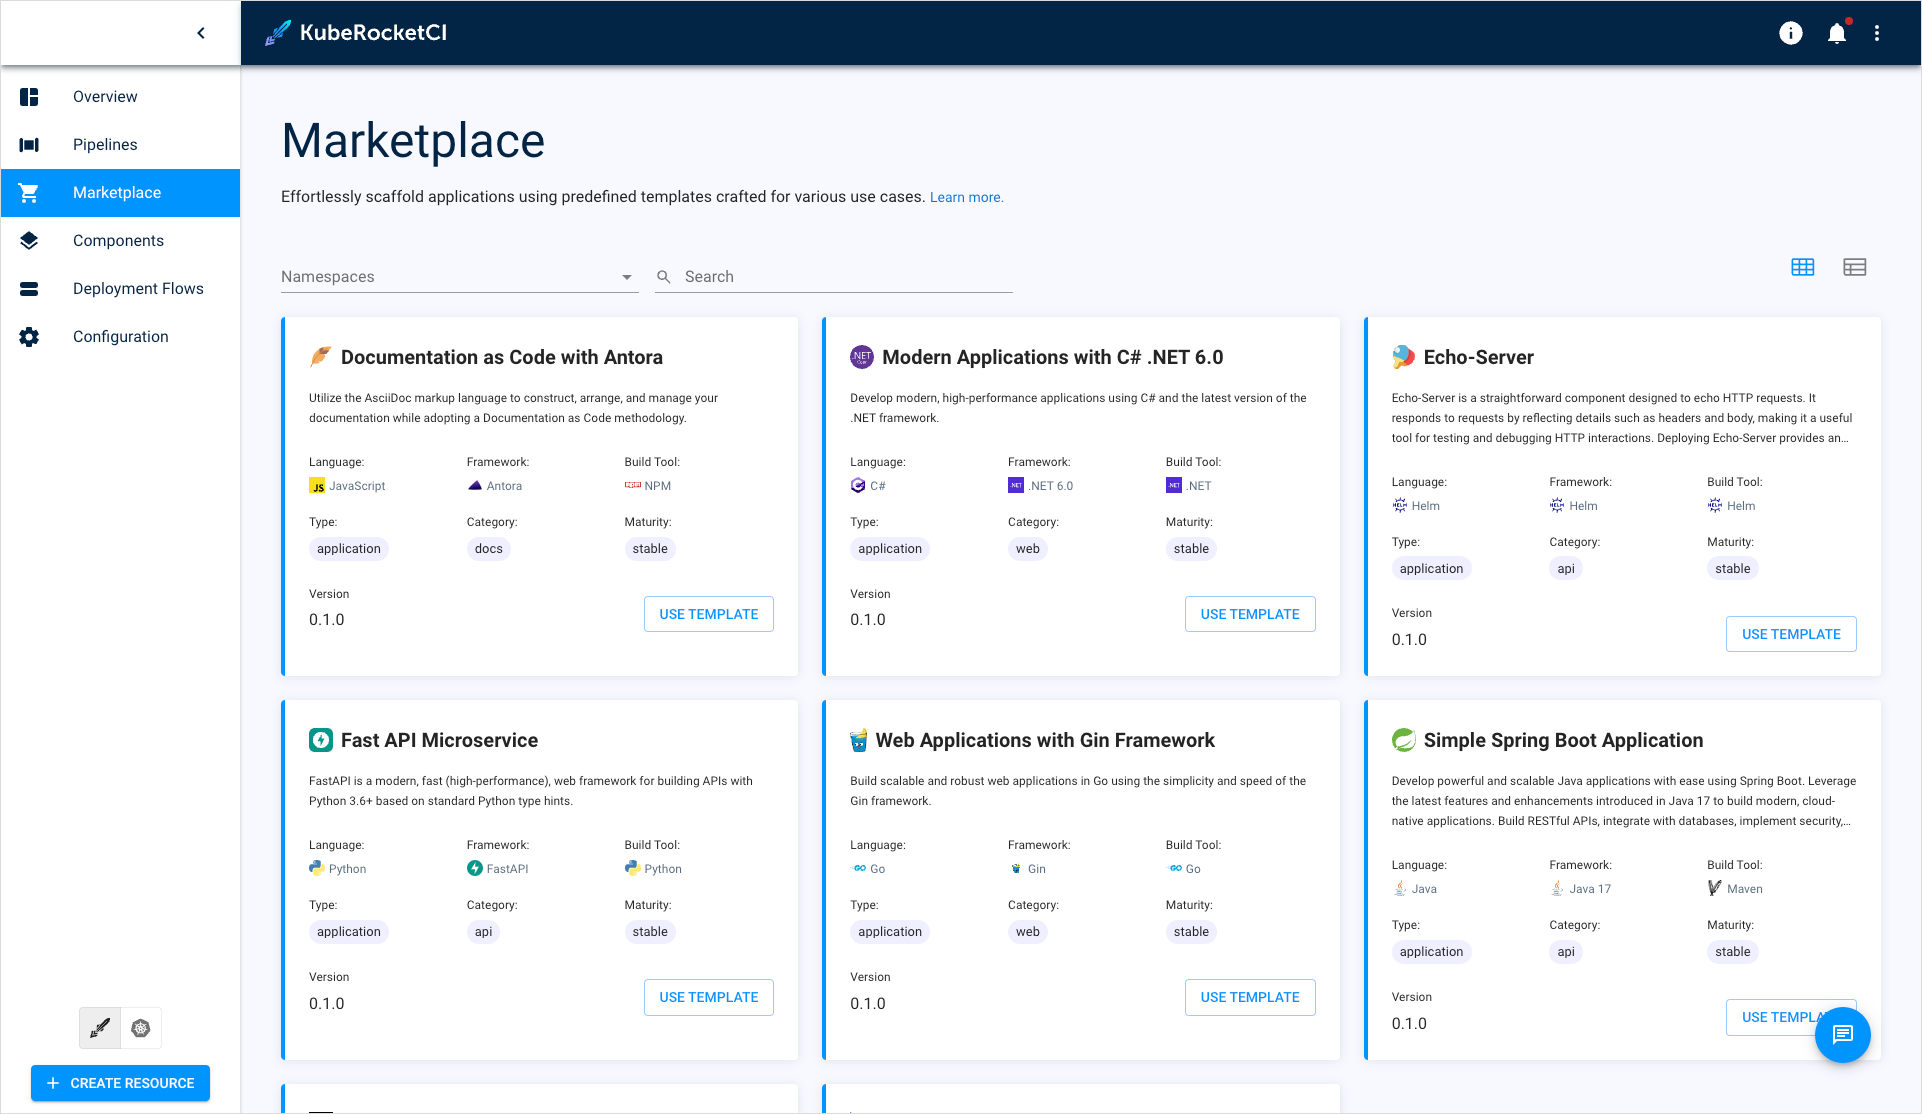 KubeRocketCI
Overview
Pipelines
Marketplace
Components
Deployment Flows
Configuration
CREATE RESOURCE
Marketplace
Effortlessly scaffold applications using predefined templates crafted for various use cases. Learn more.
Namespaces
Search
Documentation as Code with Antora
Utilize the AsciiDoc markup language to construct, arrange, and manage your
documentation while adopting a Documentation as Code methodology.
Language: Framework: Build Tool:
JavaScript Antora NPM
Type: Category: Maturity:
application docs stable
Version
0.1.0
USE TEMPLATE
Modern Applications with C# .NET 6.0
Develop modern, high-performance applications using C# and the latest version of the
.NET framework.
Language: Framework: Build Tool:
C# .NET 6.0 .NET
Type: Category: Maturity:
application web stable
Version
0.1.0
USE TEMPLATE
Echo-Server
Echo-Server is a straightforward component designed to echo HTTP requests. It
responds to requests by reflecting details such as headers and body, making it a useful
tool for testing and debugging HTTP interactions. Deploying Echo-Server provides an...
Language: Framework: Build Tool:
Helm Helm Helm
Type: Category: Maturity:
application api stable
Version
0.1.0
USE TEMPLATE
Fast API Microservice
FastAPI is a modern, fast (high-performance), web framework for building APIs with
Python 3.6+ based on standard Python type hints.
Language: Framework: Build Tool:
Python FastAPI Python
Type: Category: Maturity:
application api stable
Version
0.1.0
USE TEMPLATE
Web Applications with Gin Framework
Build scalable and robust web applications in Go using the simplicity and speed of the
Gin framework.
Language: Framework: Build Tool:
Go Gin Go
Type: Category: Maturity:
application web stable
Version
0.1.0
USE TEMPLATE
Simple Spring Boot Application
Develop powerful and scalable Java applications with ease using Spring Boot. Leverage
the latest features and enhancements introduced in Java 17 to build modern, cloud-
native applications. Build RESTful APIs, integrate with databases, implement security,...
Language: Framework: Build Tool:
Java Java 17 Maven
Type: Category: Maturity:
application api stable
Version
0.1.0
USE